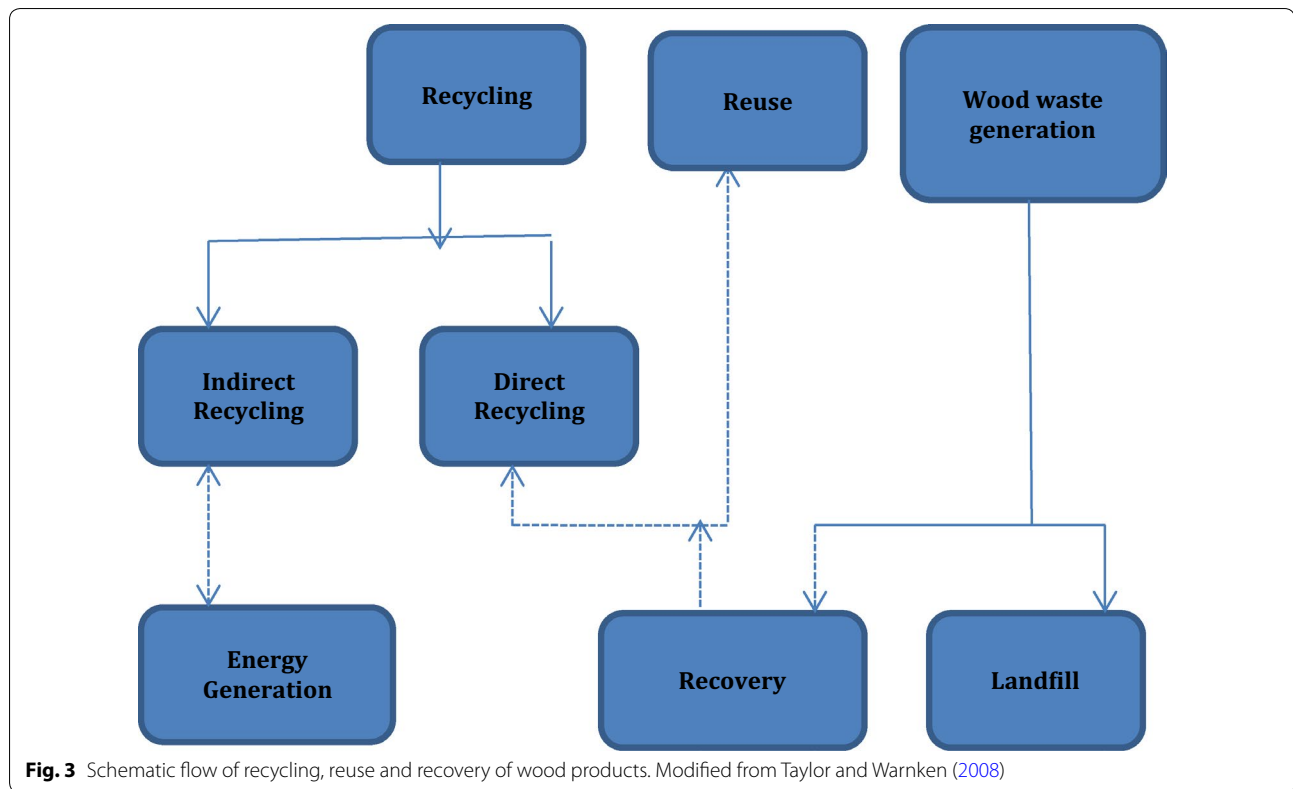 Recycling
Reuse
Wood waste
generation
Indirect
Recycling
Direct
Recycling
Energy
Generation
Recovery
Landfill
Fig. 3 Schematic flow of recycling, reuse and recovery of wood products. Modified from Taylor and Warnken (2008)